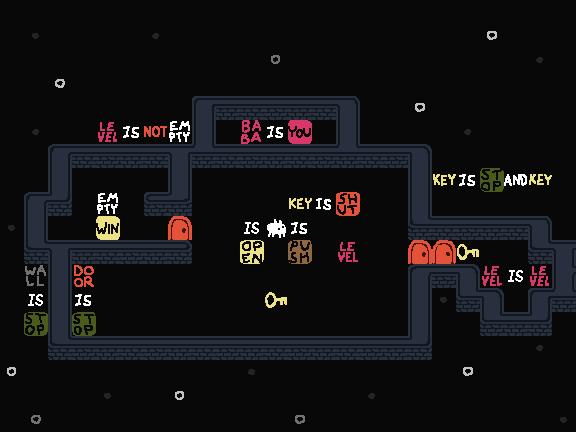 LEVEL IS NOT EMPTY
BABA IS YOU
KEY IS STOP AND KEY
EMPTY
KEY IS SHUT
WIN
IS IS
OPEN PUSH LEVEL
WALL IS STOP
DOOR IS STOP
LEVEL IS LEVEL